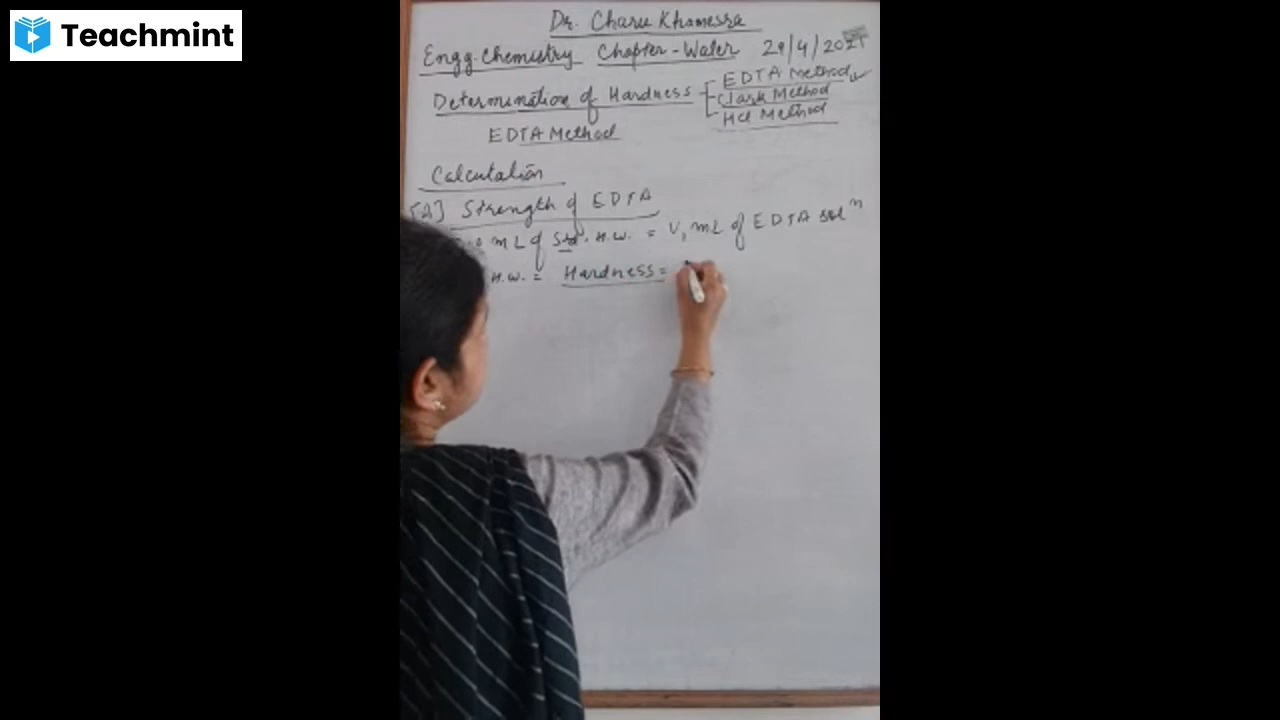 Teachmint
Dr. Charu Khamesra
Engg. Chemistry Chapter-Water 29/4/2021
Determination of Hardness
EDTA Method
Clark Method
Hcl Method
EDTA Method
Calculation
Strength of EDTA
mL of Std. H.W. = V1 mL of EDTA solⁿ
H.W. = Hardness =